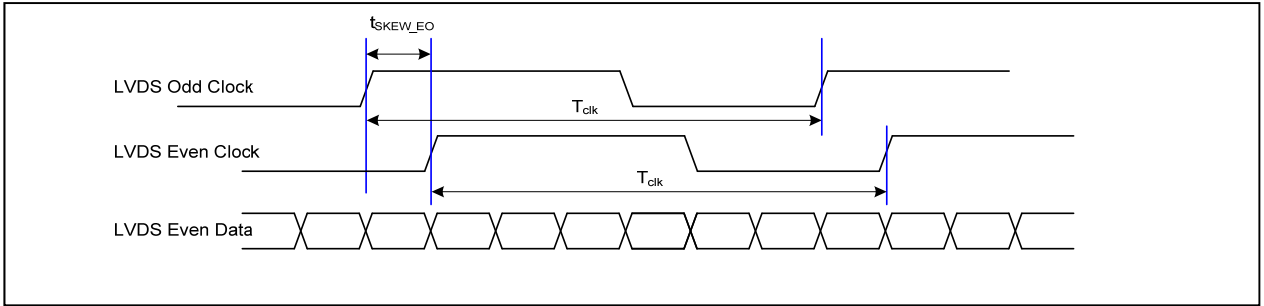 tSKEW_EO
LVDS Odd Clock
Tclk
LVDS Even Clock
Tclk
LVDS Even Data